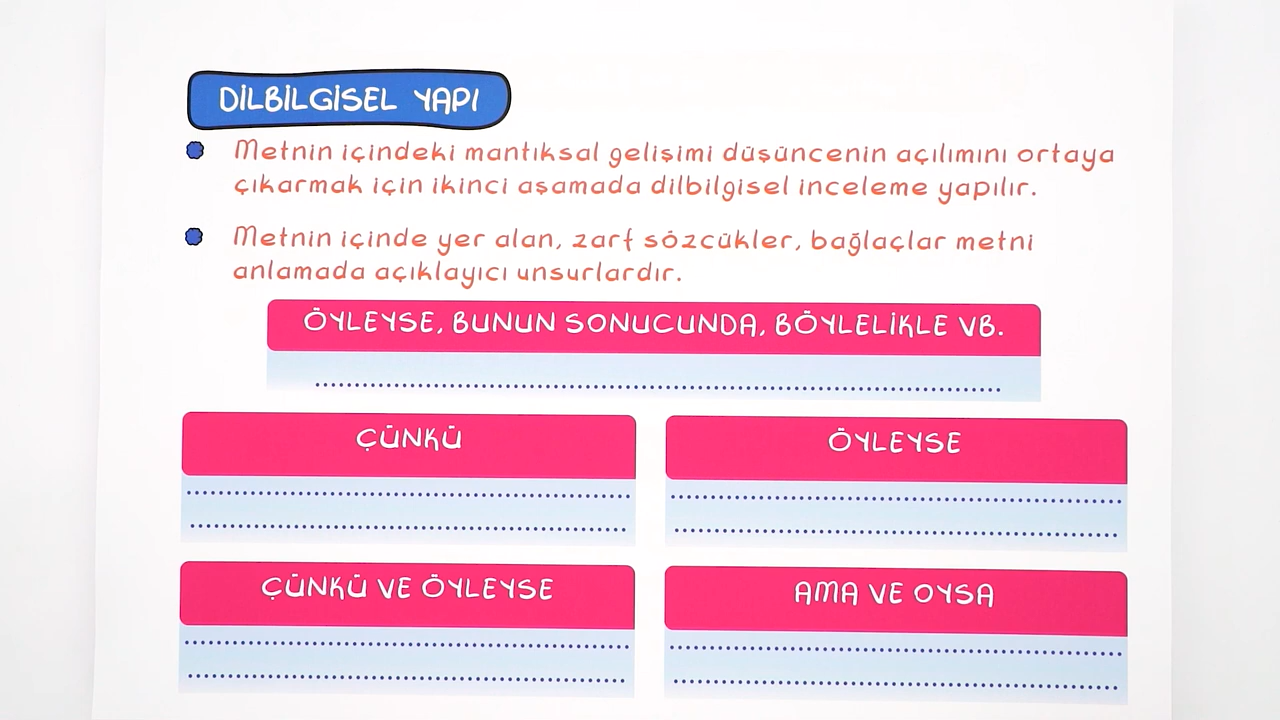 DİLBİLGİSEL YAPI
Metnin içindeki mantıksal gelişimi düşüncenin açılımını ortaya
çıkarmak için ikinci aşamada dilbilgisel inceleme yapılır.
Metnin içinde yer alan, zarf sözcükler, bağlaçlar metni
anlamada açıklayıcı unsurlardır.
ÖYLEYSE, BUNUN SONUCUNDA, BÖYLELİKLE VB.
ÇÜNKÜ
ÖYLEYSE
ÇÜNKÜ VE ÖYLEYSE
AMA VE OYSA